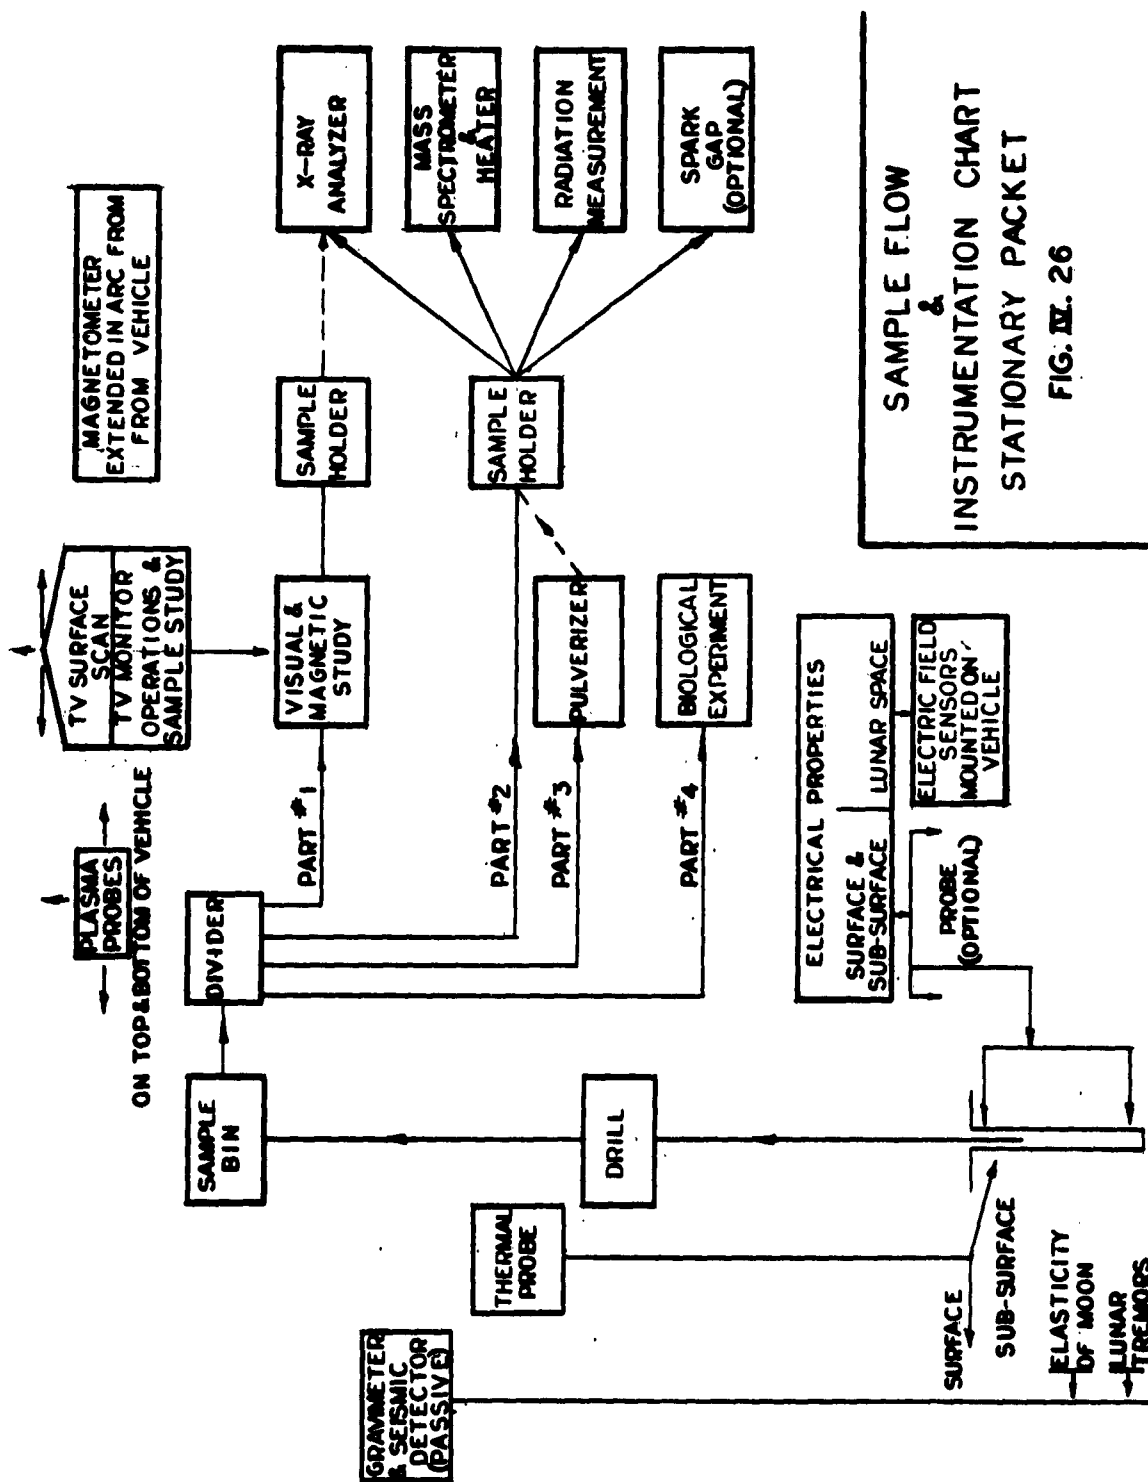 GRAVIMETER
& SEISMIC
DETECTOR
(PASSIVE)
ELASTICITY
OF MOON
LUNAR
TREMORS
THERMAL
PROBE
SURFACE
SUB-SURFACE
DRILL
SAMPLE
BIN
DIVIDER
PLASMA
PROBES
ON TOP & BOTTOM OF VEHICLE
TV SURFACE
SCAN
TV MONITOR
OPERATIONS &
SAMPLE STUDY
MAGNETOMETER
EXTENDED IN ARC FROM
FROM VEHICLE
PART #1
PART #2
PART #3
PART #4
VISUAL &
MAGNETIC
STUDY
PULVERIZER
BIOLOGICAL
EXPERIMENT
SAMPLE
HOLDER
SAMPLE
HOLDER
X-RAY
ANALYZER
MASS
SPECTROMETER
&
HEATER
RADIATION
MEASUREMENT
SPARK
GAP
(OPTIONAL)
ELECTRICAL PROPERTIES
SURFACE &
SUB-SURFACE
LUNAR SPACE
PROBE
(OPTIONAL)
ELECTRIC FIELD
SENSORS
MOUNTED ON
VEHICLE
SAMPLE FLOW
&
INSTRUMENTATION CHART
STATIONARY PACKET
FIG. IV. 26